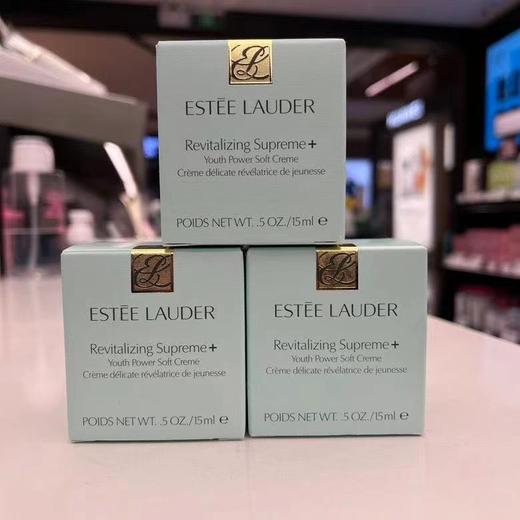 ESTĒE LAUDER
Revitalizing Supreme+
Youth Power Soft Creme
Crème délicate révélatrice de jeunesse
POIDS NET WT. .5 OZ./15ml e
ESTĒE LAUDER
Revitalizing Supreme+
Youth Power Soft Creme
Crème délicate révélatrice de jeunesse
POIDS NET WT. .5 OZ./15ml e
ESTĒE LAUDER
Revitalizing Supreme+
Youth Power Soft Creme
Crème délicate révélatrice de jeunesse
POIDS NET WT. .5 OZ./15ml e